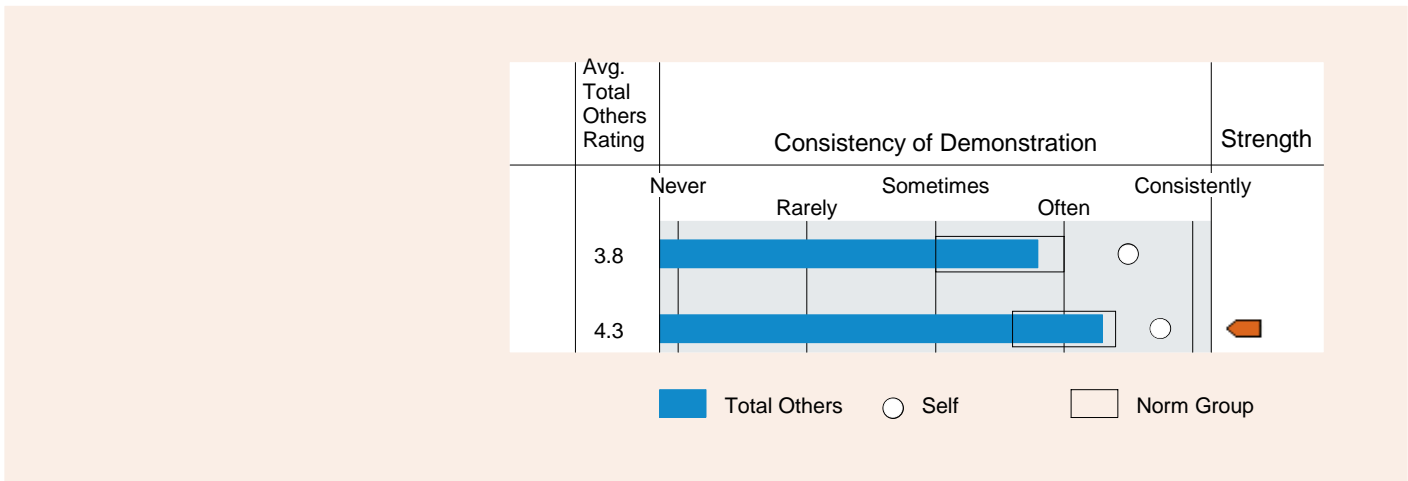 Avg.
Total
Others
Rating
Consistency of Demonstration
Strength
Never
Sometimes
Consistently
Rarely
Often
3.8
4.3
Total Others
Self
Norm Group